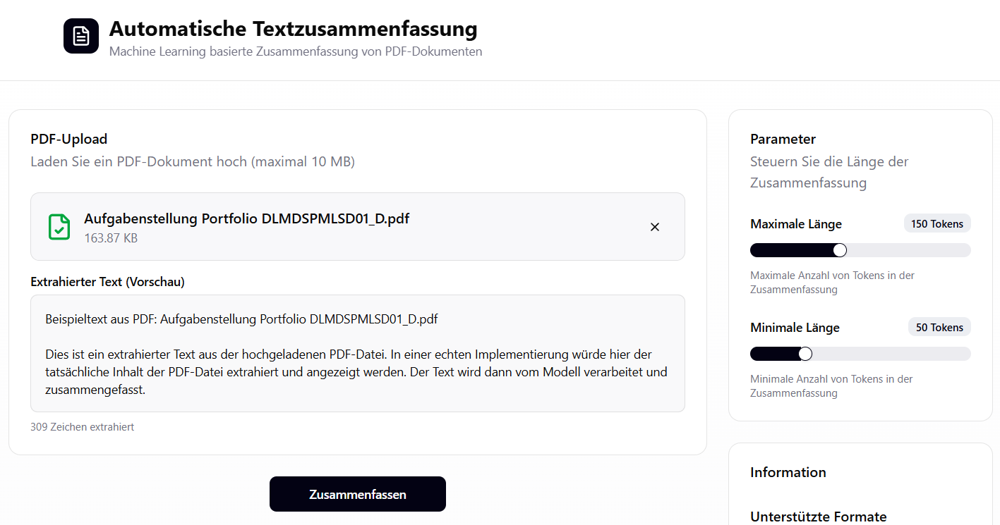 Automatische Textzusammenfassung
Machine Learning basierte Zusammenfassung von PDF-Dokumenten
PDF-Upload
Laden Sie ein PDF-Dokument hoch (maximal 10 MB)
Aufgabenstellung Portfolio DLMDSPMLSD01_D.pdf
163.87 KB
Extrahierter Text (Vorschau)
Beispieltext aus PDF: Aufgabenstellung Portfolio DLMDSPMLSD01_D.pdf
Dies ist ein extrahierter Text aus der hochgeladenen PDF-Datei. In einer echten Implementierung würde hier der
tatsächliche Inhalt der PDF-Datei extrahiert und angezeigt werden. Der Text wird dann vom Modell verarbeitet und
zusammengefasst.
309 Zeichen extrahiert
Zusammenfassen
Parameter
Steuern Sie die Länge der
Zusammenfassung
Maximale Länge
150 Tokens
Maximale Anzahl von Tokens in der
Zusammenfassung
Minimale Länge
50 Tokens
Minimale Anzahl von Tokens in der
Zusammenfassung
Information
Unterstützte Formate